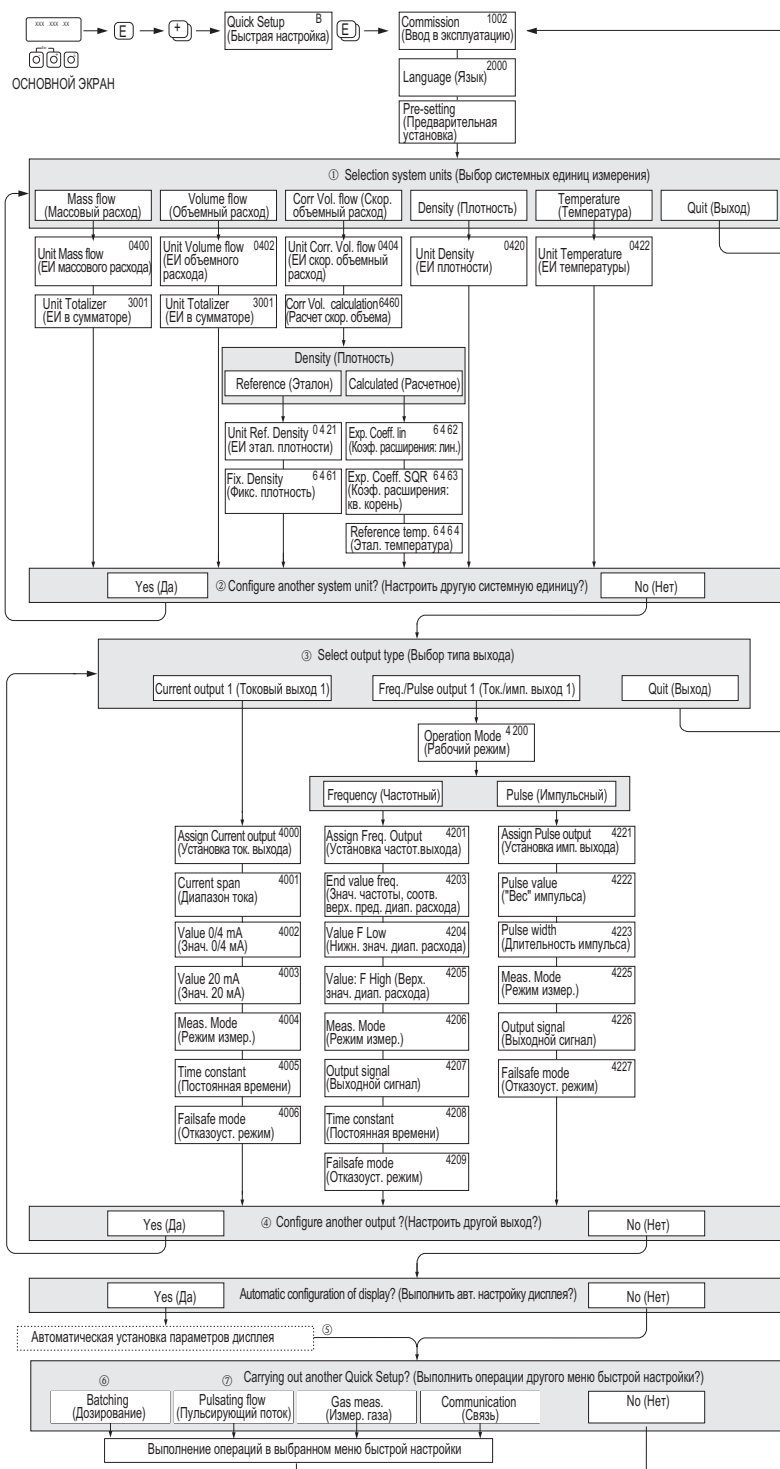 xxx .xxx .xx
E
+
Quick Setup B
(Быстрая настройка)
E
Commission 1002
(Ввод в эксплуатацию)
ОСНОВНОЙ ЭКРАН
Language (Язык) 2000
Pre-setting
(Предварительная
установка)
① Selection system units (Выбор системных единиц измерения)
Mass flow
(Массовый расход)
Volume flow
(Объемный расход)
Corr Vol. flow (Скор.
объемный расход)
Density (Плотность)
Temperature
(Температура)
Quit (Выход)
Unit Mass flow 0400
(ЕИ массового расхода)
Unit Volume flow 0402
(ЕИ объемного
расхода)
Unit Corr. Vol. flow 0404
(ЕИ скор. объемный
расход)
Unit Density 0420
(ЕИ плотности)
Unit Temperature 0422
(ЕИ температуры)
Unit Totalizer 3001
(ЕИ в сумматоре)
Unit Totalizer 3001
(ЕИ в сумматоре)
Corr Vol. calculation 6460
(Расчет скор. объема)
Density (Плотность)
Reference (Эталон)
Calculated (Расчетное)
Unit Ref. Density 0421
(ЕИ этал. плотности)
Exp. Coeff. lin 6462
(Коэф. расширения: лин.)
Fix. Density 6461
(Фикс. плотность)
Exp. Coeff. SQR 6463
(Коэф. расширения:
кв. корень)
Reference temp. 6464
(Этал. температура)
Yes (Да)
② Configure another system unit? (Настроить другую системную единицу?)
No (Нет)
③ Select output type (Выбор типа выхода)
Current output 1 (Токовый выход 1)
Freq./Pulse output 1 (Ток./имп. выход 1)
Quit (Выход)
Operation Mode 4200
(Рабочий режим)
Frequency (Частотный)
Pulse (Импульсный)
Assign Current output 4000
(Установка ток. выхода)
Assign Freq. Output 4201
(Установка частот.выхода)
Assign Pulse output 4221
(Установка имп. выхода)
Current span 4001
(Диапазон тока)
End value freq. 4203
(Знач. частоты, соотв.
верх. пред. диап. расхода)
Pulse value 4222
("Вес" импульса)
Value 0/4 mA 4002
(Знач. 0/4 мА)
Value F Low 4204
(Нижн. знач. диап. расхода)
Pulse width 4223
(Длительность импульса)
Value 20 mA 4003
(Знач. 20 мА)
Value: F High (Верх. 4205
знач. диап. расхода)
Meas. Mode 4225
(Режим измер.)
Meas. Mode 4004
(Режим измер.)
Meas. Mode 4206
(Режим измер.)
Output signal 4226
(Выходной сигнал)
Time constant 4005
(Постоянная времени)
Output signal 4207
(Выходной сигнал)
Failsafe mode 4227
(Отказоуст. режим)
Failsafe mode 4006
(Отказоуст. режим)
Time constant 4208
(Постоянная времени)
Failsafe mode 4209
(Отказоуст. режим)
Yes (Да)
④ Configure another output ?(Настроить другой выход?)
No (Нет)
Yes (Да)
Automatic configuration of display? (Выполнить авт. настройку дисплея?)
No (Нет)
Автоматическая установка параметров дисплея
⑤
Carrying out another Quick Setup? (Выполнить операции другого меню быстрой настройки?)
⑥
Batching
(Дозирование)
⑦
Pulsating flow
(Пульсирующий поток)
Gas meas.
(Измер. газа)
Communication
(Связь)
No (Нет)
Выполнение операций в выбранном меню быстрой настройки